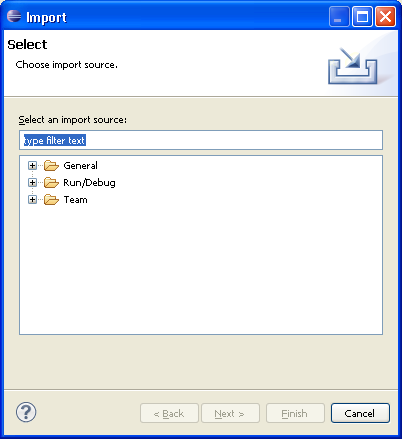 Import
Select
Choose import source.
Select an import source:
type filter text
General
Run/Debug
Team
?
< Back
Next >
Finish
Cancel